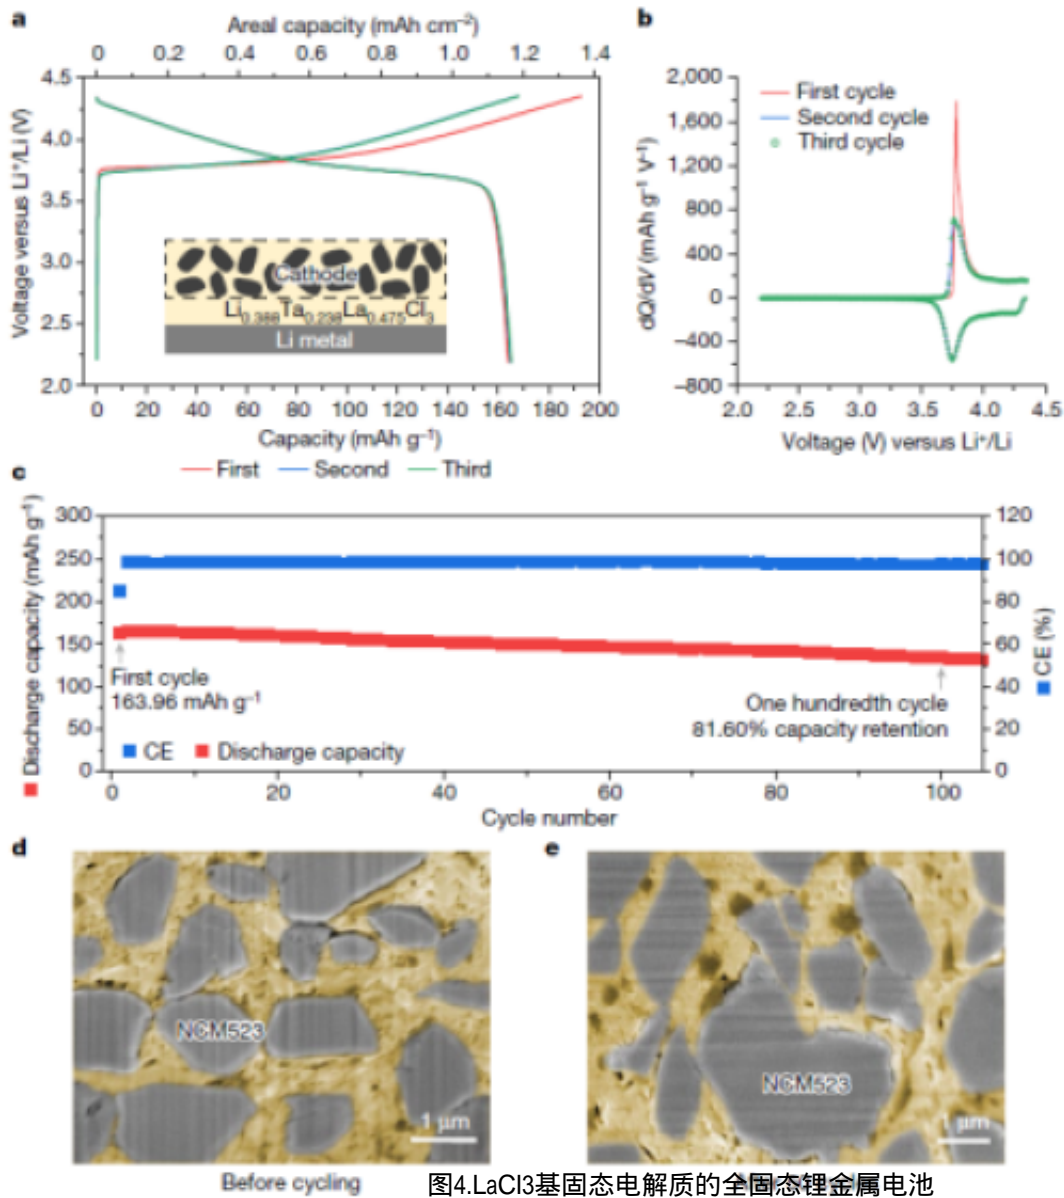 a
Areal capacity (mAh cm–2)
0 0.2 0.4 0.6 0.8 1.0 1.2 1.4
Voltage versus Li+/Li (V)
4.5
4.0
3.5
3.0
2.5
2.0
Cathode
Li0.388Ta0.238La0.475Cl3
Li metal
0 20 40 60 80 100 120 140 160 180 200
Capacity (mAh g–1)
First Second Third
b
dQ/dV (mAh g–1 V–1)
2,000
1,600
1,200
800
400
0
–400
–800
First cycle
Second cycle
Third cycle
2.0 2.5 3.0 3.5 4.0 4.5
Voltage (V) versus Li+/Li
c
Discharge capacity (mAh g–1)
300
250
200
150
100
50
0
First cycle
163.96 mAh g–1
One hundredth cycle
81.60% capacity retention
CE Discharge capacity
120
100
80
60
40
20
0
CE (%)
0 20 40 60 80 100
Cycle number
d
NCM523
1 μm
Before cycling
e
NCM523
1 μm
图4.LaCl3基固态电解质的全固态锂金属电池